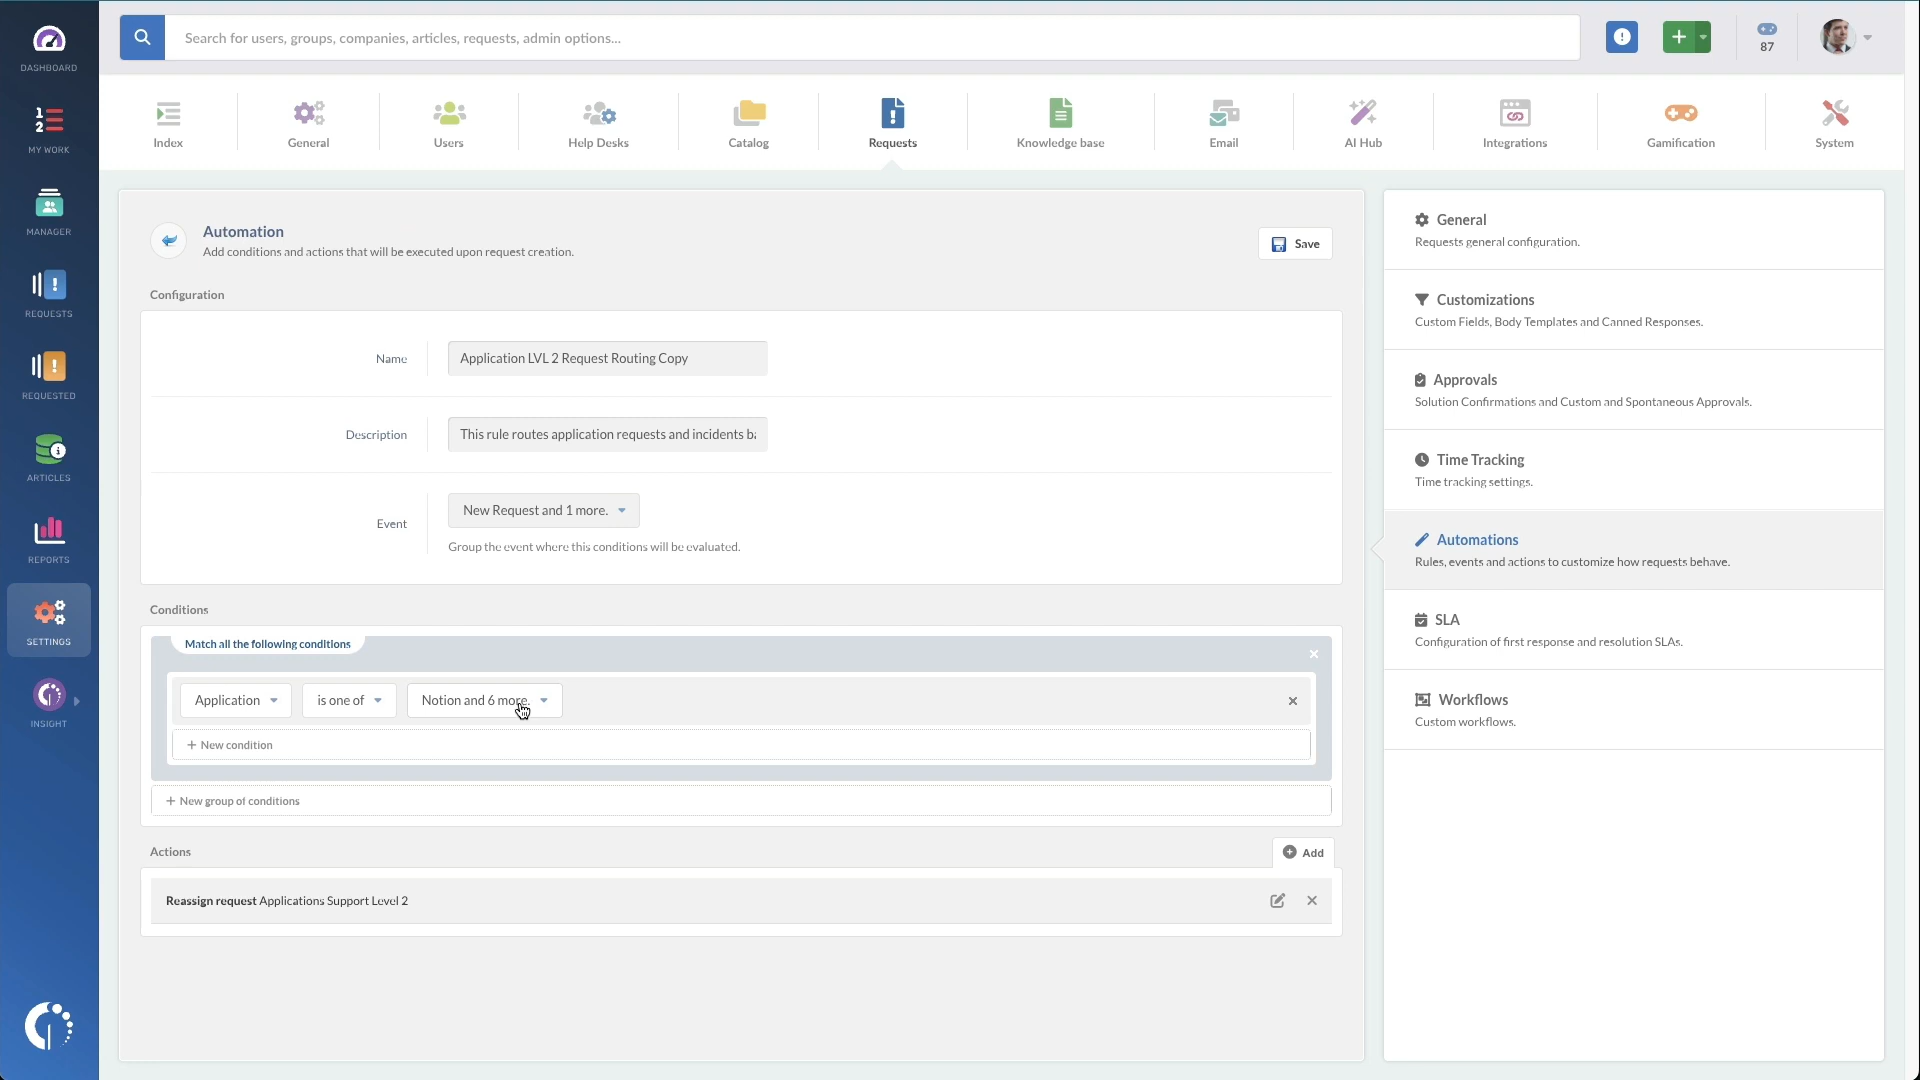 DASHBOARD
MY WORK
MANAGER
REQUESTS
REQUESTED
ARTICLES
REPORTS
SETTINGS
INSIGHT
Search for users, groups, companies, articles, requests, admin options...
87
Index
General
Users
Help Desks
Catalog
Requests
Knowledge base
Email
AI Hub
Integrations
Gamification
System
Automation
Add conditions and actions that will be executed upon request creation.
Save
Configuration
Name
Application LVL 2 Request Routing Copy
Description
This rule routes application requests and incidents ba
Event
New Request and 1 more.
Group the event where this conditions will be evaluated.
Conditions
Match all the following conditions
Application
is one of
Notion and 6 more.
+ New condition
+ New group of conditions
Actions
Add
Reassign request Applications Support Level 2
General
Requests general configuration.
Customizations
Custom Fields, Body Templates and Canned Responses.
Approvals
Solution Confirmations and Custom and Spontaneous Approvals.
Time Tracking
Time tracking settings.
Automations
Rules, events and actions to customize how requests behave.
SLA
Configuration of first response and resolution SLAs.
Workflows
Custom workflows.